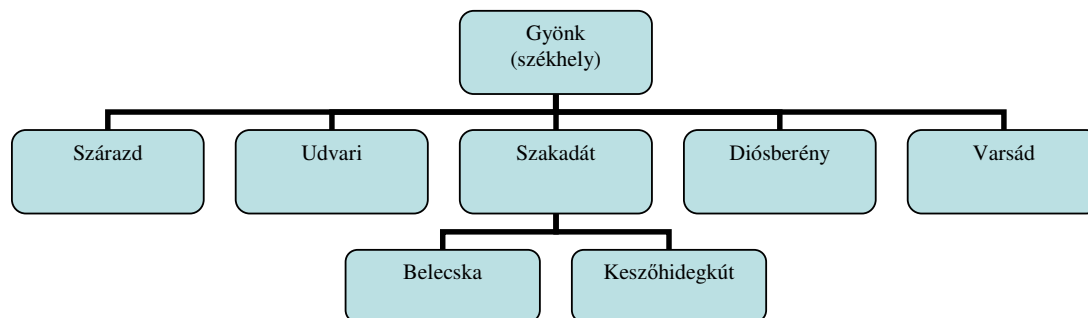 Gyönk
(székhely)
Szárazd
Udvari
Szakadát
Diósberény
Varsád
Belecska
Keszőhidegkút